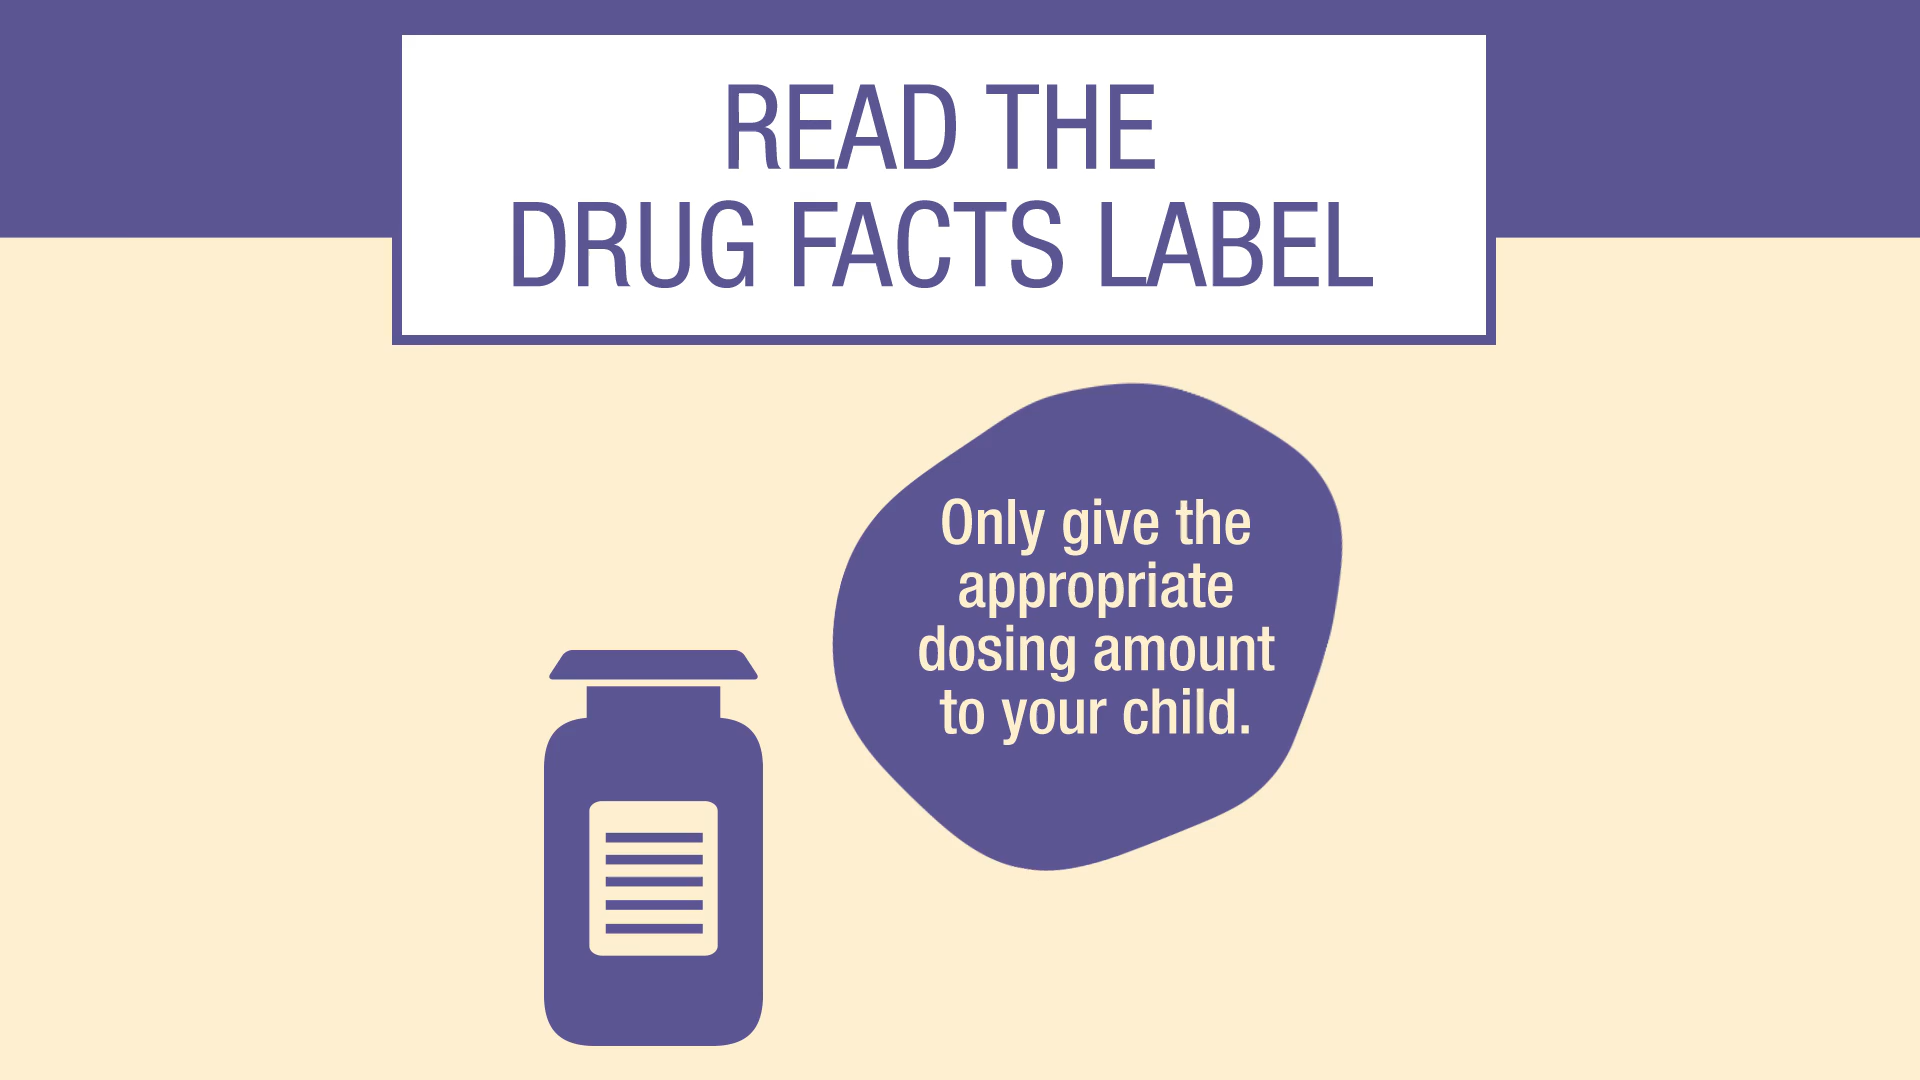 READ THE
DRUG FACTS LABEL
Only give the
appropriate
dosing amount
to your child.